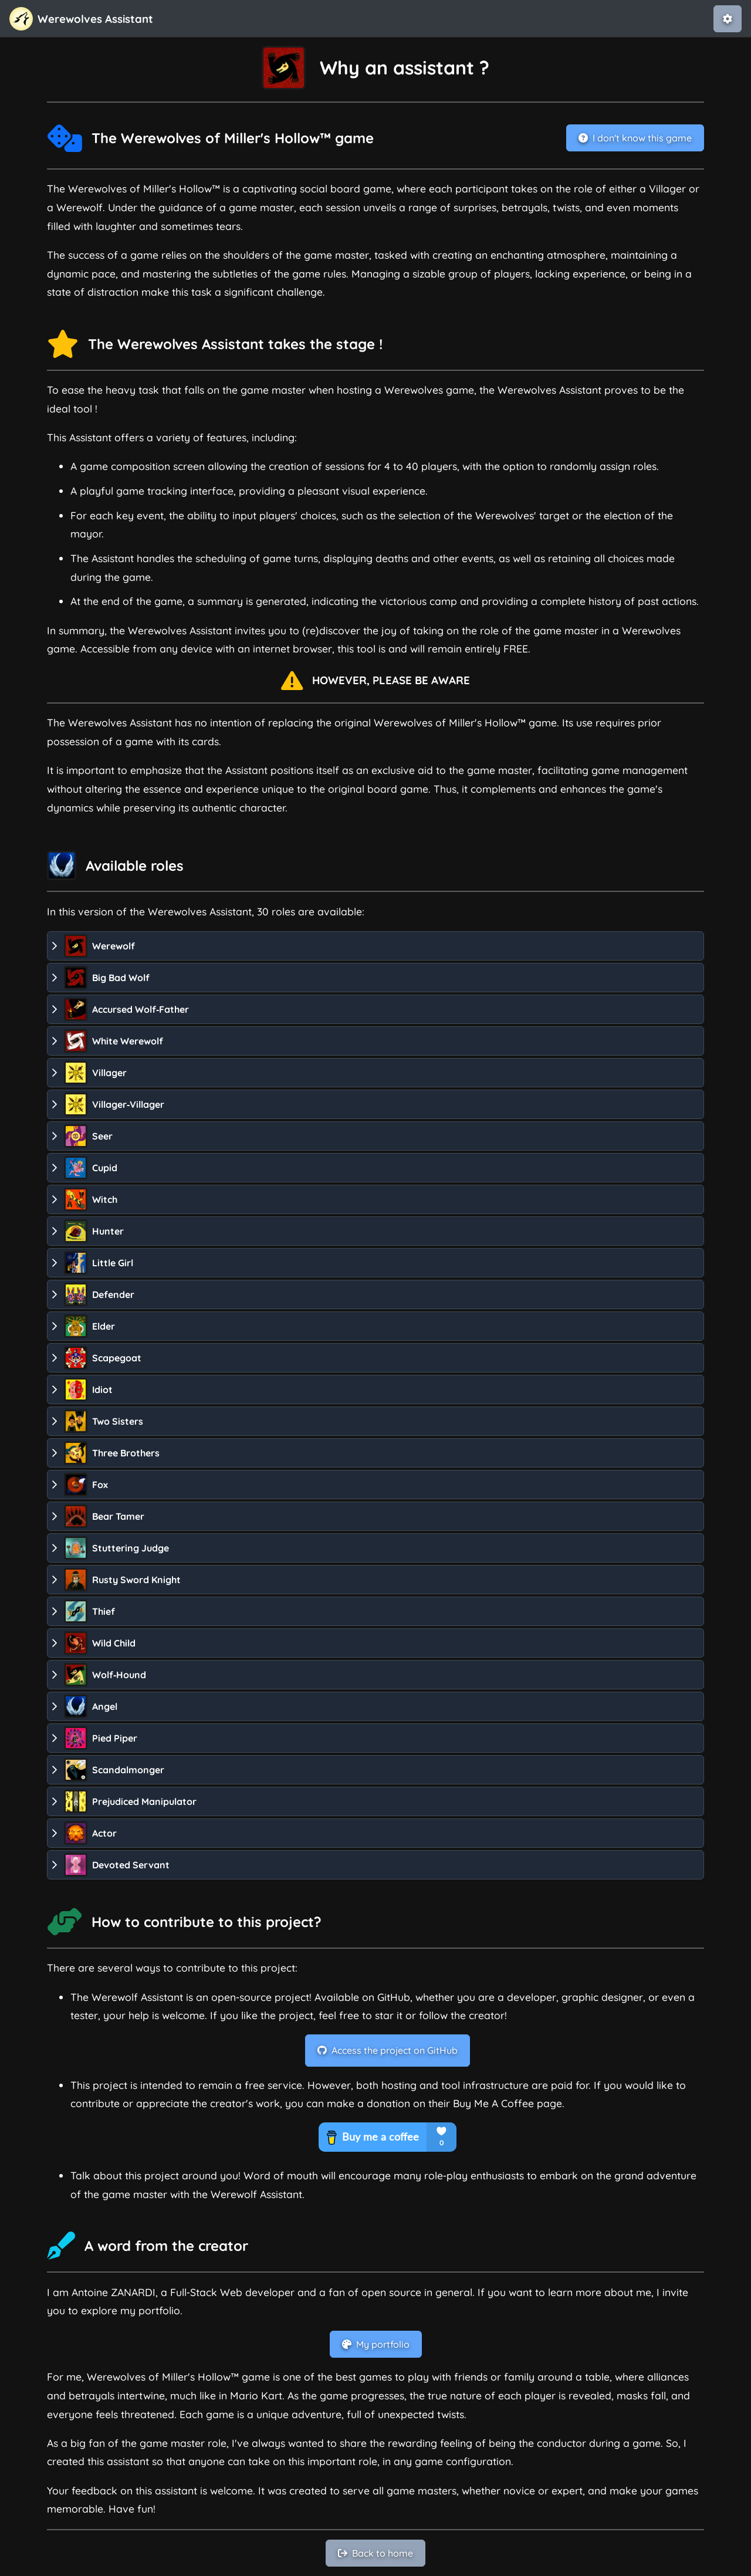 Werewolves Assistant
Why an assistant ?
The Werewolves of Miller's Hollow™ game
I don't know this game
The Werewolves of Miller's Hollow™ is a captivating social board game, where each participant takes on the role of either a Villager or
a Werewolf. Under the guidance of a game master, each session unveils a range of surprises, betrayals, twists, and even moments
filled with laughter and sometimes tears.
The success of a game relies on the shoulders of the game master, tasked with creating an enchanting atmosphere, maintaining a
dynamic pace, and mastering the subtleties of the game rules. Managing a sizable group of players, lacking experience, or being in a
state of distraction make this task a significant challenge.
The Werewolves Assistant takes the stage !
To ease the heavy task that falls on the game master when hosting a Werewolves game, the Werewolves Assistant proves to be the
ideal tool !
This Assistant offers a variety of features, including:
• A game composition screen allowing the creation of sessions for 4 to 40 players, with the option to randomly assign roles.
• A playful game tracking interface, providing a pleasant visual experience.
• For each key event, the ability to input players' choices, such as the selection of the Werewolves' target or the election of the
mayor.
• The Assistant handles the scheduling of game turns, displaying deaths and other events, as well as retaining all choices made
during the game.
• At the end of the game, a summary is generated, indicating the victorious camp and providing a complete history of past actions.
In summary, the Werewolves Assistant invites you to (re)discover the joy of taking on the role of the game master in a Werewolves
game. Accessible from any device with an internet browser, this tool is and will remain entirely FREE.
HOWEVER, PLEASE BE AWARE
The Werewolves Assistant has no intention of replacing the original Werewolves of Miller's Hollow™ game. Its use requires prior
possession of a game with its cards.
It is important to emphasize that the Assistant positions itself as an exclusive aid to the game master, facilitating game management
without altering the essence and experience unique to the original board game. Thus, it complements and enhances the game's
dynamics while preserving its authentic character.
Available roles
In this version of the Werewolves Assistant, 30 roles are available:
Werewolf
Big Bad Wolf
Accursed Wolf-Father
White Werewolf
Villager
Villager-Villager
Seer
Cupid
Witch
Hunter
Little Girl
Defender
Elder
Scapegoat
Idiot
Two Sisters
Three Brothers
Fox
Bear Tamer
Stuttering Judge
Rusty Sword Knight
Thief
Wild Child
Wolf-Hound
Angel
Pied Piper
Scandalmonger
Prejudiced Manipulator
Actor
Devoted Servant
How to contribute to this project?
There are several ways to contribute to this project:
• The Werewolf Assistant is an open-source project! Available on GitHub, whether you are a developer, graphic designer, or even a
tester, your help is welcome. If you like the project, feel free to star it or follow the creator!
Access the project on GitHub
• This project is intended to remain a free service. However, both hosting and tool infrastructure are paid for. If you would like to
contribute or appreciate the creator's work, you can make a donation on their Buy Me A Coffee page.
Buy me a coffee
0
• Talk about this project around you! Word of mouth will encourage many role-play enthusiasts to embark on the grand adventure
of the game master with the Werewolf Assistant.
A word from the creator
I am Antoine ZANARDI, a Full-Stack Web developer and a fan of open source in general. If you want to learn more about me, I invite
you to explore my portfolio.
My portfolio
For me, Werewolves of Miller's Hollow™ game is one of the best games to play with friends or family around a table, where alliances
and betrayals intertwine, much like in Mario Kart. As the game progresses, the true nature of each player is revealed, masks fall, and
everyone feels threatened. Each game is a unique adventure, full of unexpected twists.
As a big fan of the game master role, I've always wanted to share the rewarding feeling of being the conductor during a game. So, I
created this assistant so that anyone can take on this important role, in any game configuration.
Your feedback on this assistant is welcome. It was created to serve all game masters, whether novice or expert, and make your games
memorable. Have fun!
Back to home